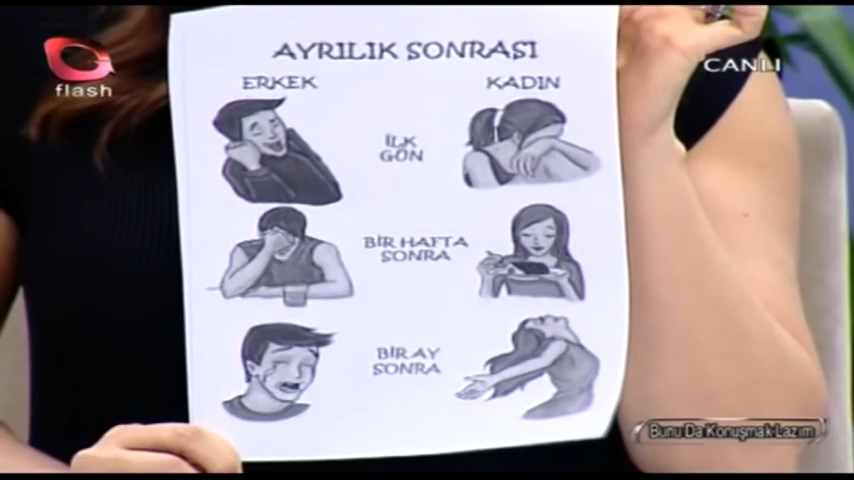 AYRILIK SONRASI
ERKEK
KADIN
İLK
GÜN
BİR HAFTA
SONRA
BİR AY
SONRA
flash
CANLI
Bunu Da Konuşmak Lazım